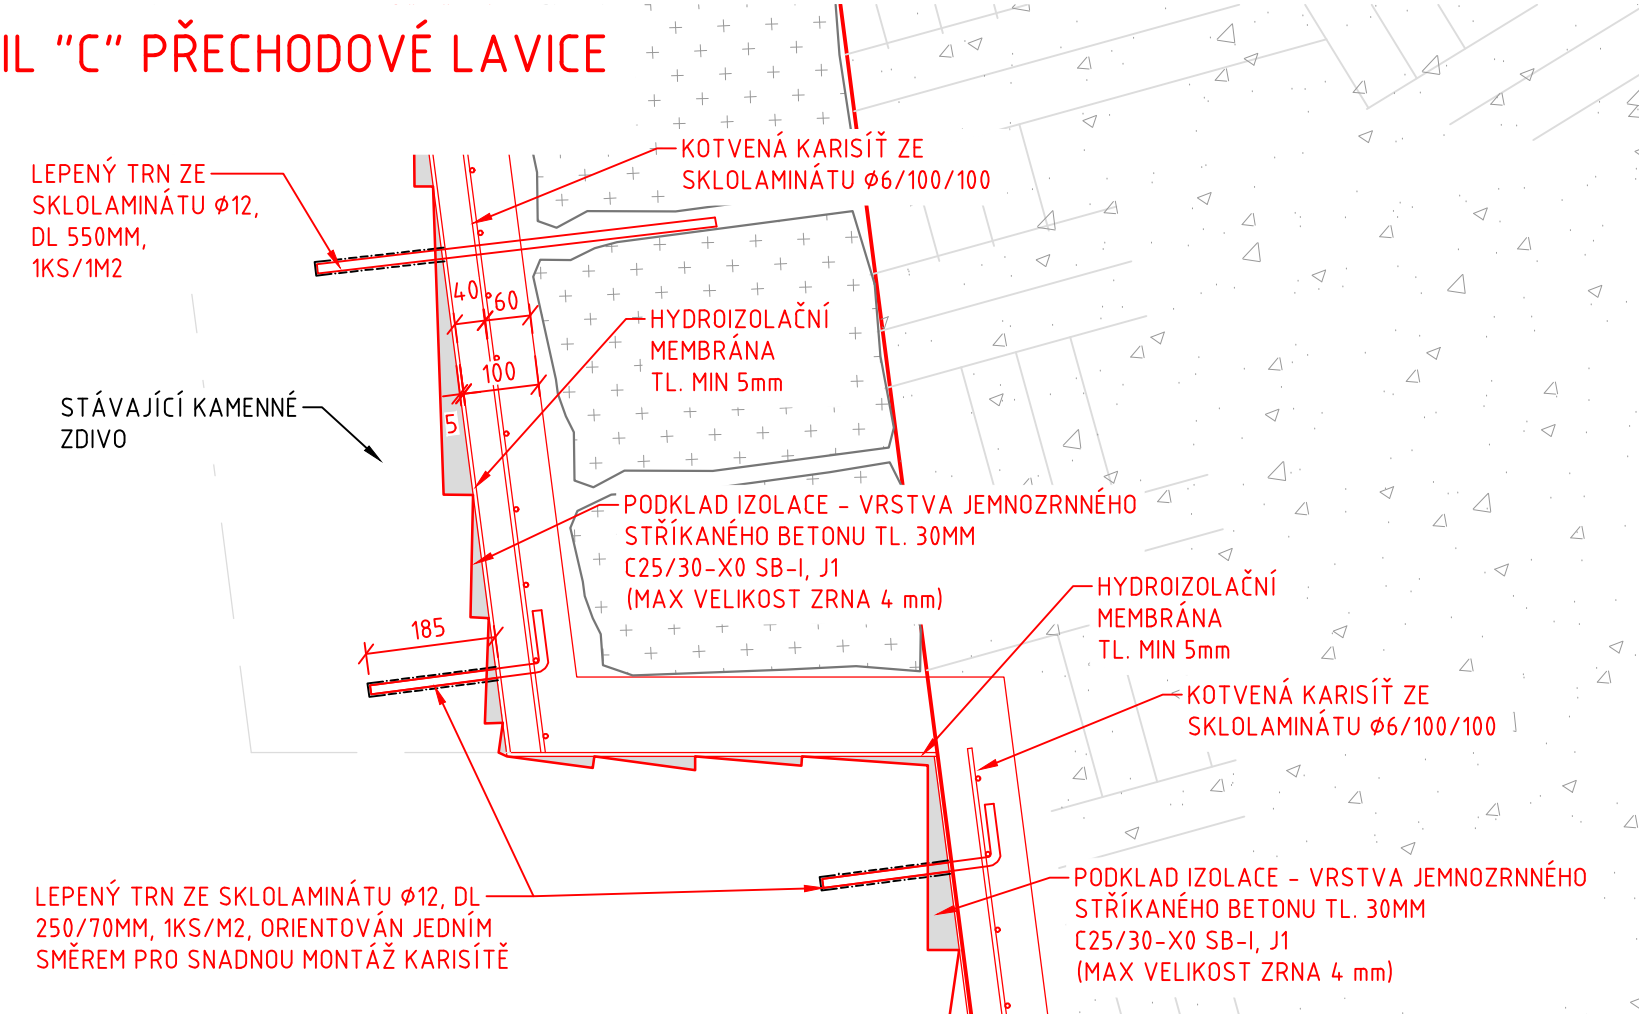 IL "C" PŘECHODOVÉ LAVICE
KOTVENÁ KARISÍŤ ZE
SKLOLAMINÁTU Ø6/100/100
LEPENÝ TRN ZE
SKLOLAMINÁTU Ø12,
DL 550MM,
1KS/1M2
40
60
HYDROIZOLAČNÍ
MEMBRÁNA
TL. MIN 5mm
100
5
STÁVAJÍCÍ KAMENNÉ
ZDIVO
PODKLAD IZOLACE - VRSTVA JEMNOZRNNÉHO
STŘÍKANÉHO BETONU TL. 30MM
C25/30-X0 SB-I, J1
(MAX VELIKOST ZRNA 4 mm)
HYDROIZOLAČNÍ
MEMBRÁNA
TL. MIN 5mm
185
KOTVENÁ KARISÍŤ ZE
SKLOLAMINÁTU Ø6/100/100
PODKLAD IZOLACE - VRSTVA JEMNOZRNNÉHO
STŘÍKANÉHO BETONU TL. 30MM
C25/30-X0 SB-I, J1
(MAX VELIKOST ZRNA 4 mm)
LEPENÝ TRN ZE SKLOLAMINÁTU Ø12, DL
250/70MM, 1KS/M2, ORIENTOVÁN JEDNÍM
SMĚREM PRO SNADNOU MONTÁŽ KARISÍTĚ